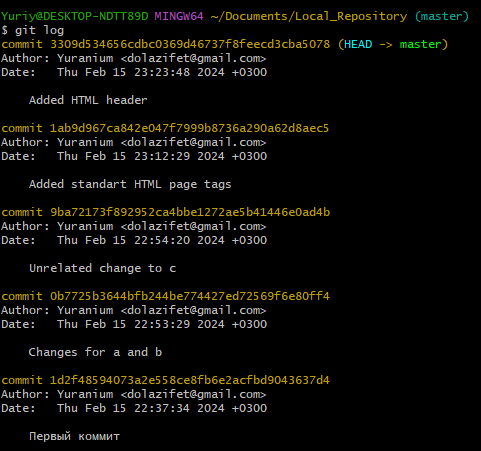 Yuriy@DESKTOP-NDTT89D MINGW64 ~/Documents/Local_Repository (master)
$ git log
commit 3309d534656cdbc0369d46737f8feecd3cba5078 (HEAD -> master)
Author: Yuranium <dolazifet@gmail.com>
Date:   Thu Feb 15 23:23:48 2024 +0300
Added HTML header
commit 1ab9d967ca842e047f7999b8736a290a62d8aec5
Author: Yuranium <dolazifet@gmail.com>
Date:   Thu Feb 15 23:12:29 2024 +0300
Added standart HTML page tags
commit 9ba72173f892952ca4bbe1272ae5b41446e0ad4b
Author: Yuranium <dolazifet@gmail.com>
Date:   Thu Feb 15 22:54:20 2024 +0300
Unrelated change to c
commit 0b7725b3644bfb244be774427ed72569f6e80ff4
Author: Yuranium <dolazifet@gmail.com>
Date:   Thu Feb 15 22:53:29 2024 +0300
Changes for a and b
commit 1d2f48594073a2e558ce8fb6e2acfbd9043637d4
Author: Yuranium <dolazifet@gmail.com>
Date:   Thu Feb 15 22:37:34 2024 +0300
Первый коммит